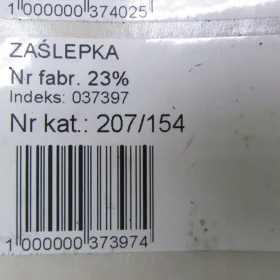 1 000000 374025
ZAŚLEPKA
Nr fabr. 23%
Indeks: 037397
Nr kat.: 207/154
1 000000 373974